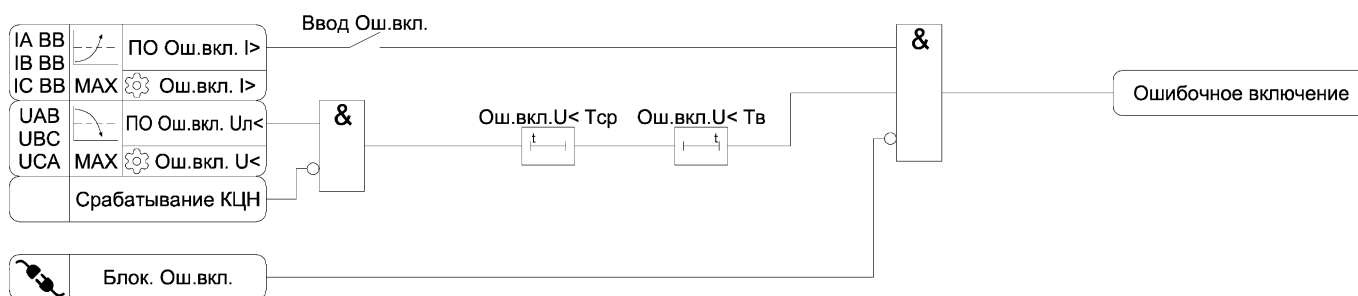 Ввод Ош.вкл.
IA ВВ
IB ВВ
IC ВВ
ПО Ош.вкл. I>
MAX
Ош.вкл. I>
&
Ошибочное включение
UAB
UBC
UCA
ПО Ош.вкл. Uл<
MAX
Ош.вкл. U<
&
Ош.вкл.U< Тср
t
Ош.вкл.U< Тв
t
Срабатывание КЦН
Блок. Ош.вкл.